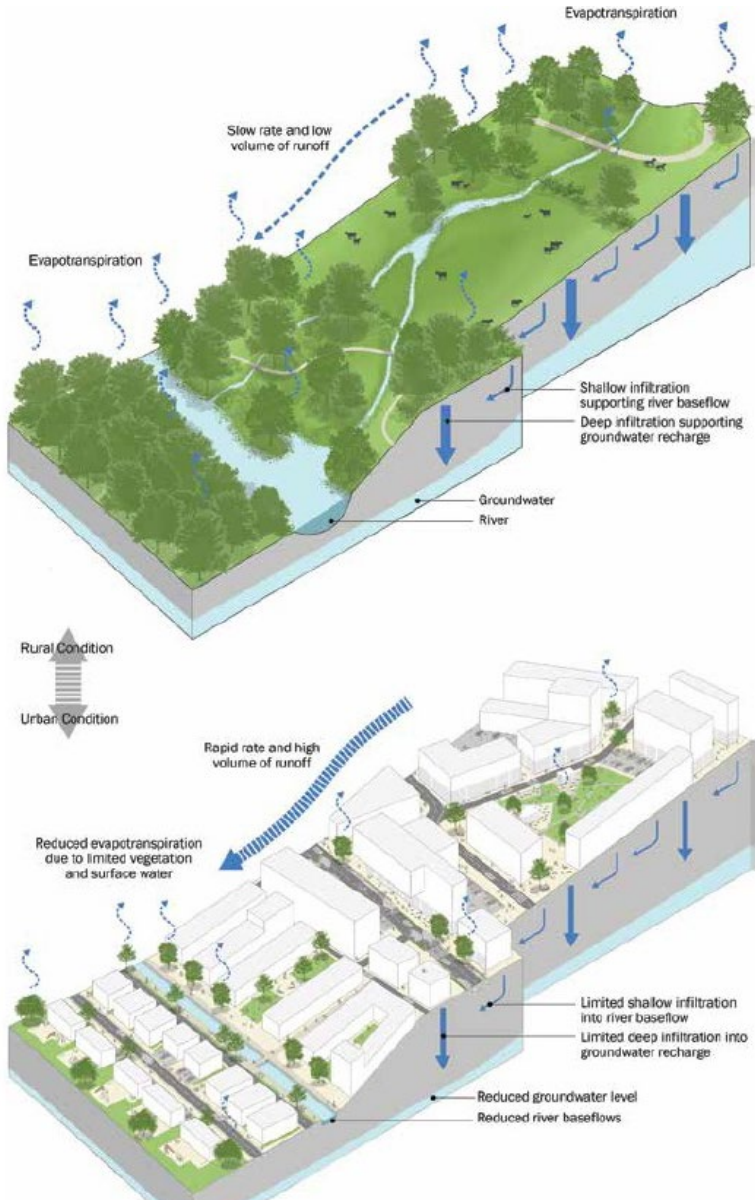 Evapotranspiration
Slow rate and low
volume of runoff
Evapotranspiration
Shallow infiltration
supporting river baseflow
Deep infiltration supporting
groundwater recharge
Groundwater
River
Rural Condition
Urban Condition
Rapid rate and high
volume of runoff
Reduced evapotranspiration
due to limited vegetation
and surface water
Limited shallow infiltration
into river baseflow
Limited deep infiltration into
groundwater recharge
Reduced groundwater level
Reduced river baseflows